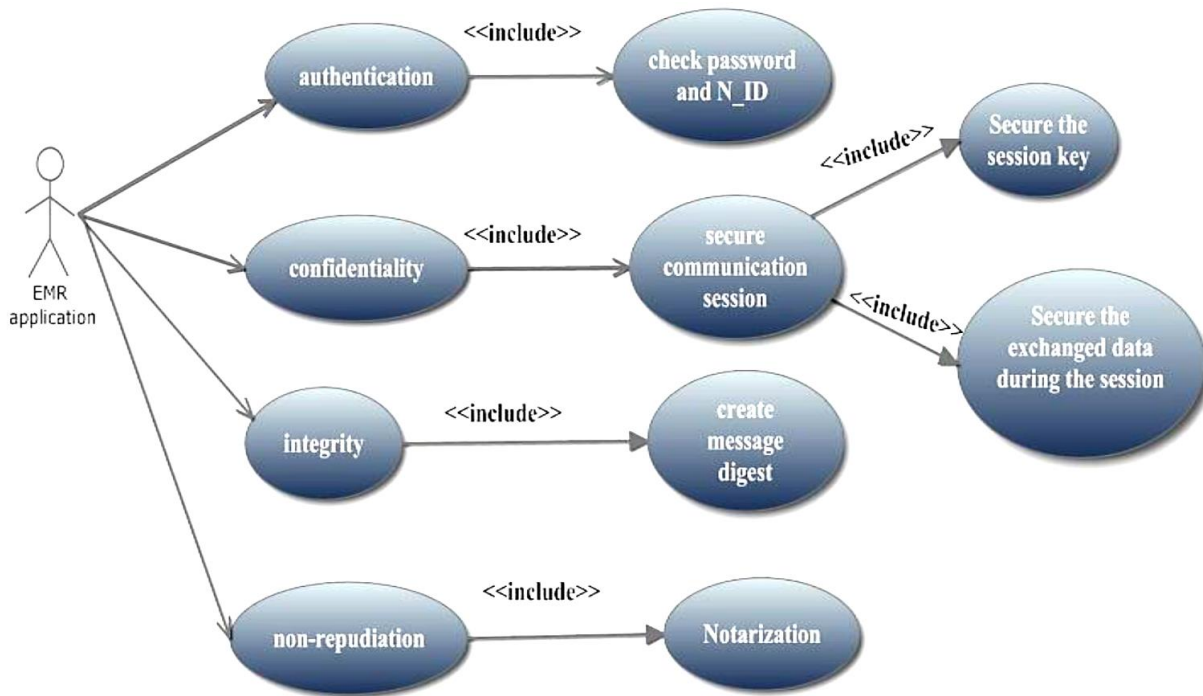 <<include>>
authentication
check password
and N_ID
<<include>>
Secure the
session key
EMR
application
<<include>>
confidentiality
secure
communication
session
<<include>>
Secure the
exchanged data
during the session
<<include>>
integrity
create
message
digest
<<include>>
non-repudiation
Notarization